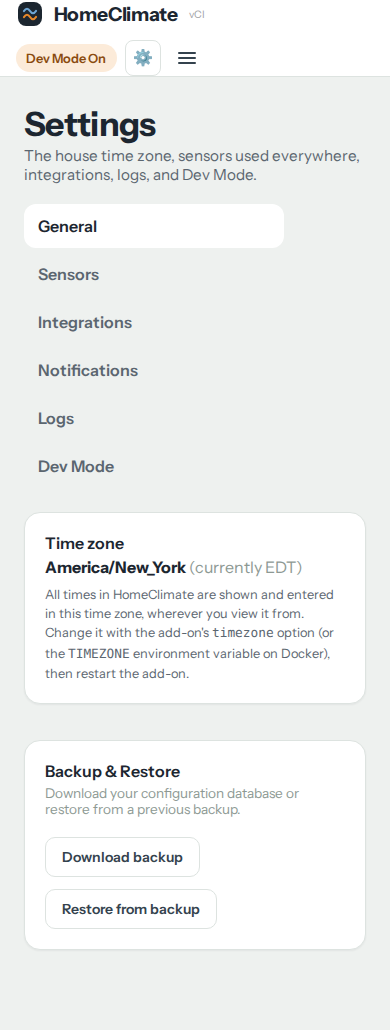 HomeClimate vCI
Dev Mode On
Settings
The house time zone, sensors used everywhere,
integrations, logs, and Dev Mode.
General
Sensors
Integrations
Notifications
Logs
Dev Mode
Time zone
America/New_York (currently EDT)
All times in HomeClimate are shown and entered
in this time zone, wherever you view it from.
Change it with the add-on's timezone option (or
the TIMEZONE environment variable on Docker),
then restart the add-on.
Backup & Restore
Download your configuration database or
restore from a previous backup.
Download backup
Restore from backup